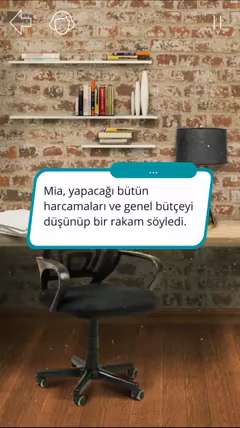 ...
Mia, yapacağı bütün
harcamaları ve genel bütçeyi
düşünüp bir rakam söyledi.